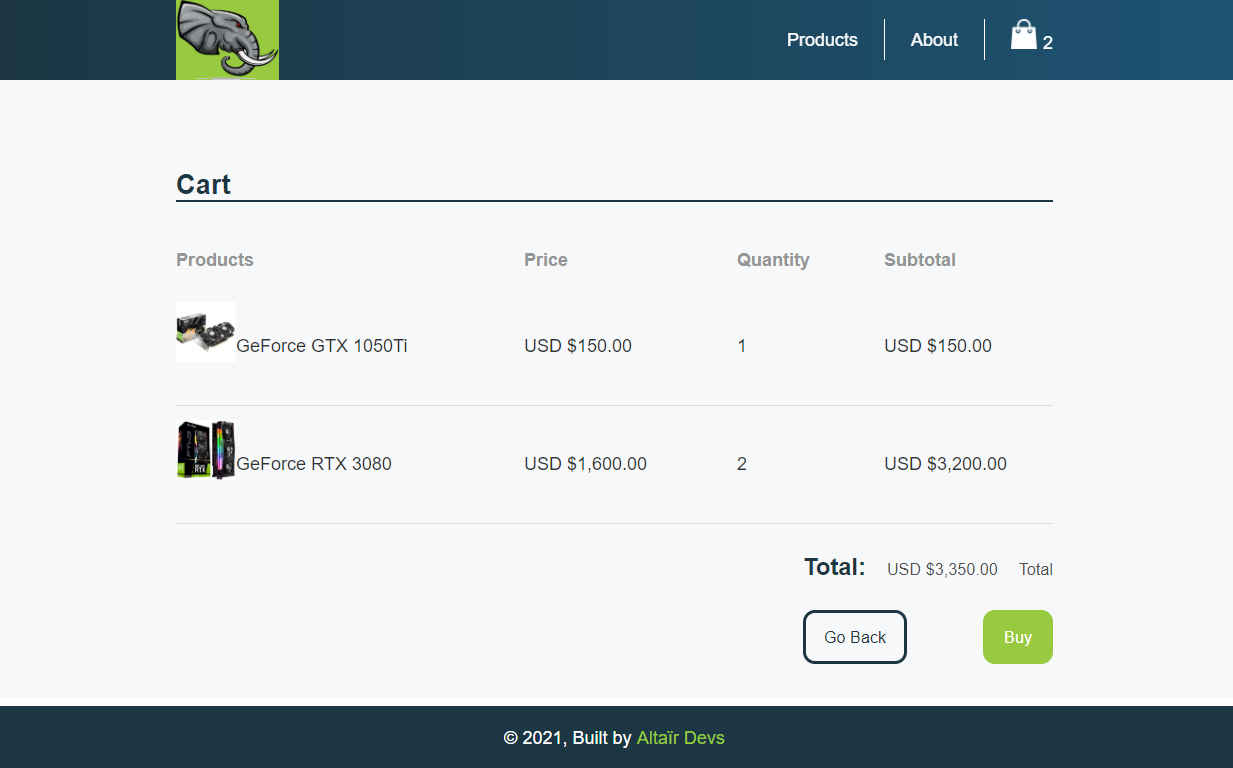 Products About 2
Cart
Products Price Quantity Subtotal
GeForce GTX 1050Ti USD $150.00 1 USD $150.00
GeForce RTX 3080 USD $1,600.00 2 USD $3,200.00
Total: USD $3,350.00 Total
Go Back Buy
© 2021, Built by Altaïr Devs